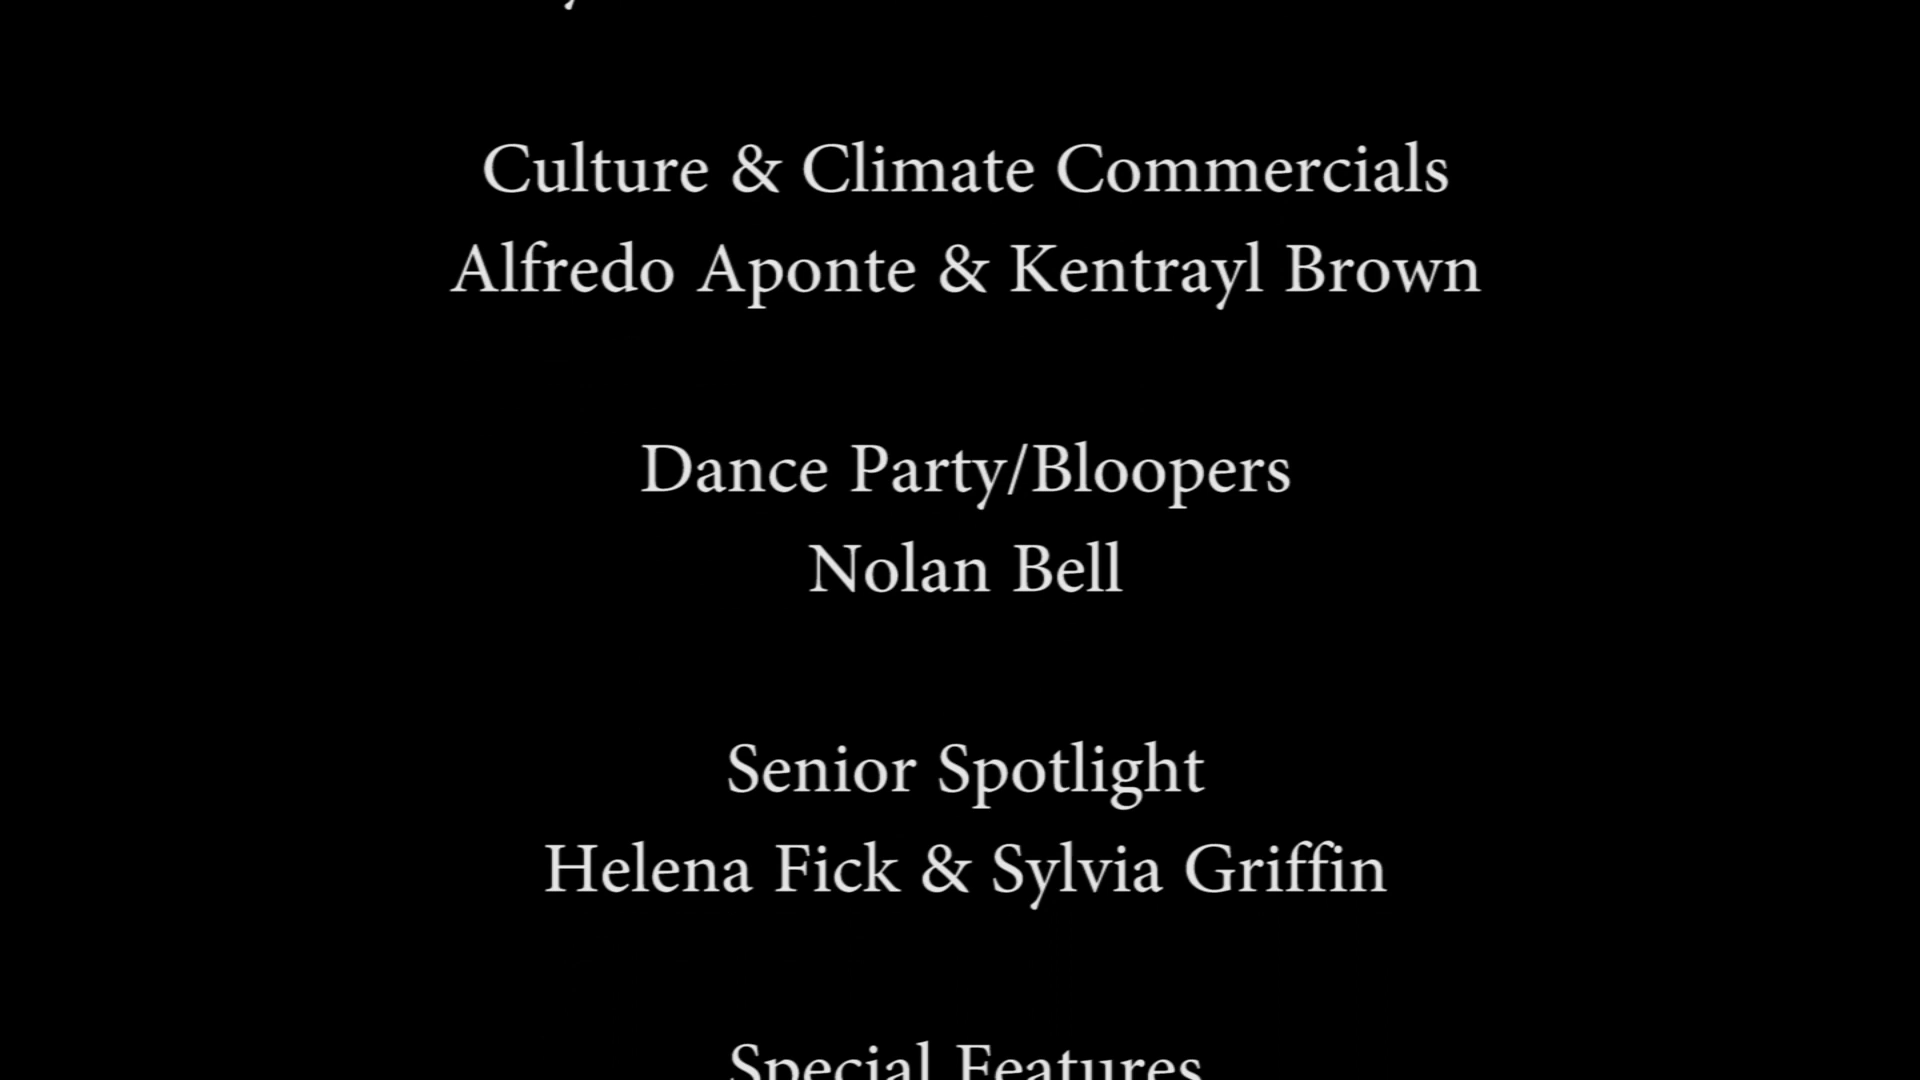 Culture & Climate Commercials
Alfredo Aponte & Kentrayl Brown
Dance Party/Bloopers
Nolan Bell
Senior Spotlight
Helena Fick & Sylvia Griffin
Special Features